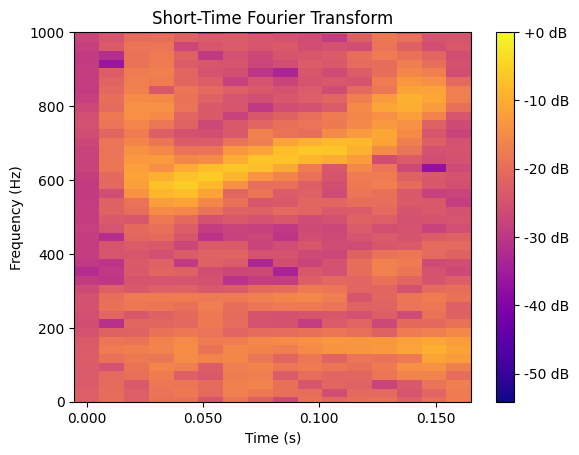 Short-Time Fourier Transform
1000
800
600
400
200
0
Frequency (Hz)
0.000
0.050
0.100
0.150
Time (s)
+0 dB
-10 dB
-20 dB
-30 dB
-40 dB
-50 dB